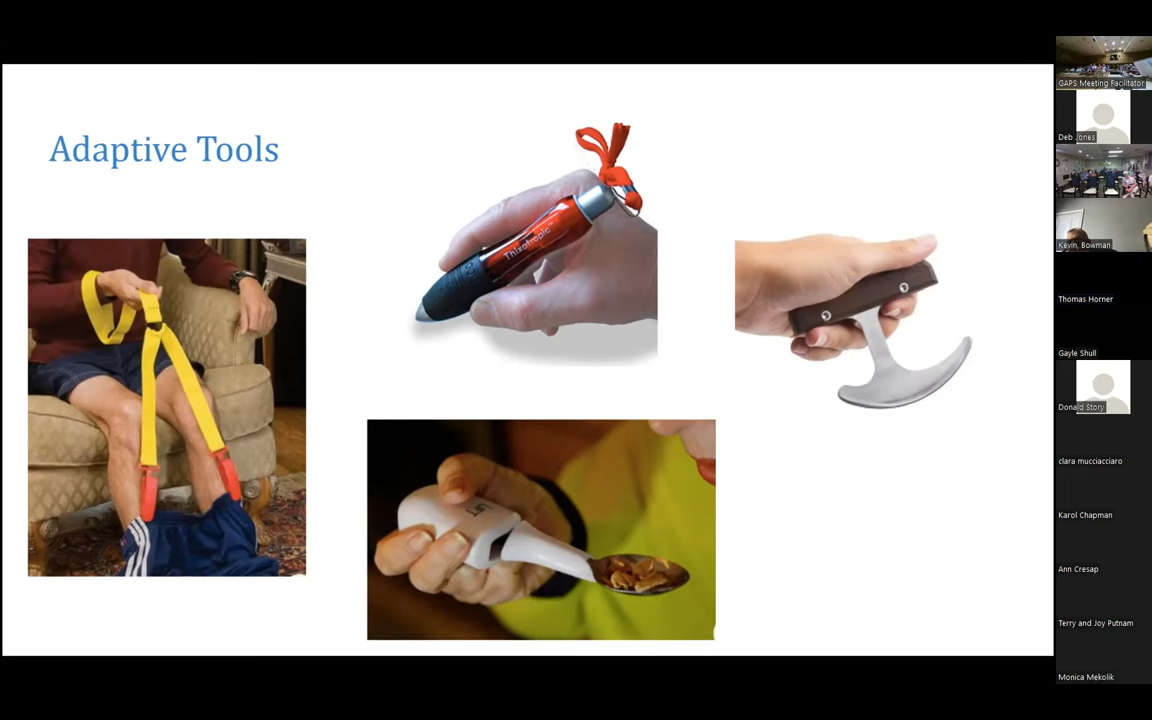 Adaptive Tools
Thixotropic
GAPS Meeting Facilitator
Deb Jones
Kevin, Bowman
Thomas Horner
Gayle Shull
Donald Story
clara mucciacciaro
Karol Chapman
Ann Cresap
Terry and Joy Putnam
Monica Mekolik